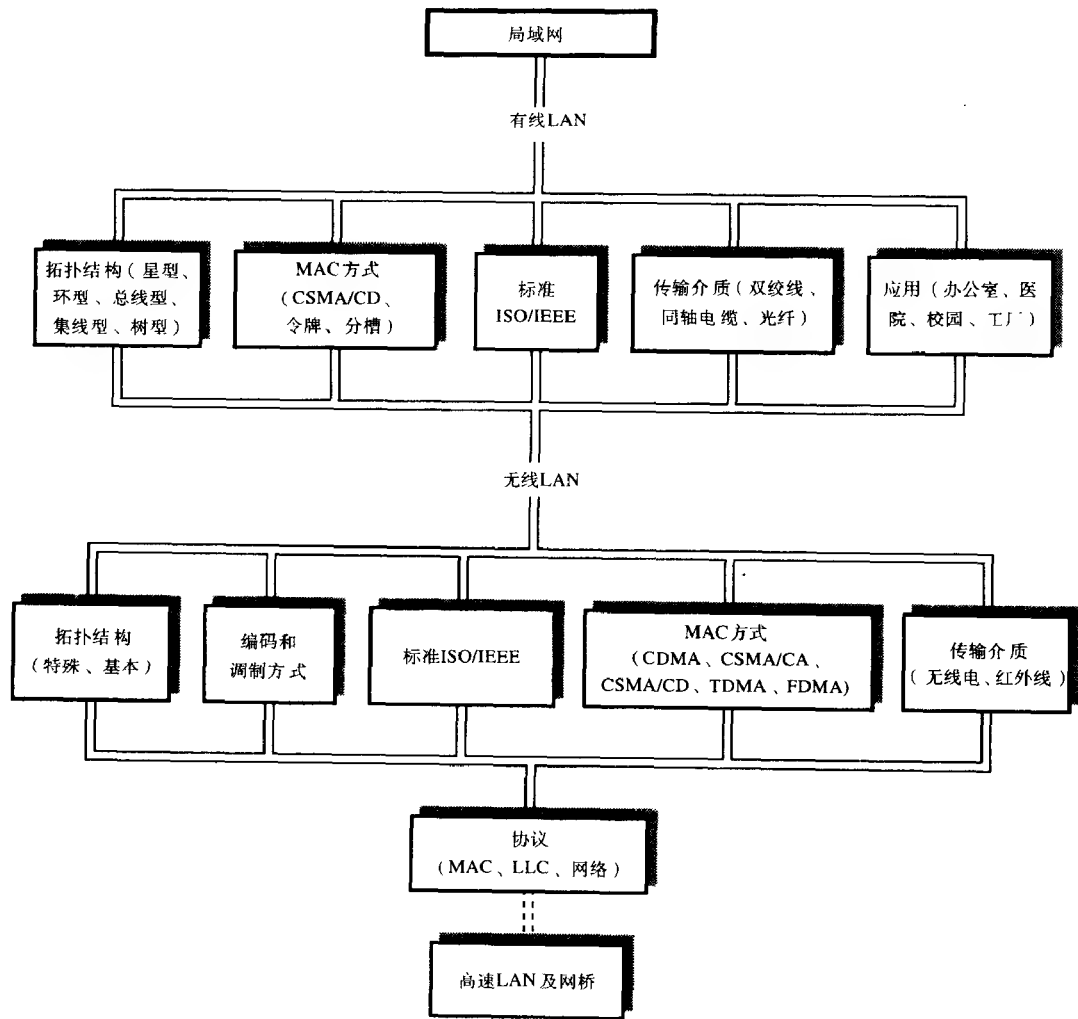 局域网
有线LAN
拓扑结构（星型、
环型、总线型、
集线型、树型）
MAC方式
（CSMA/CD、
令牌、分槽）
标准
ISO/IEEE
传输介质（双绞线、
同轴电缆、光纤）
应用（办公室、医
院、校园、工厂）
无线LAN
拓扑结构
（特殊、基本）
编码和
调制方式
标准ISO/IEEE
MAC方式
（CDMA、CSMA/CA、
CSMA/CD、TDMA、FDMA)
传输介质
（无线电、红外线）
协议
（MAC、LLC、网络）
高速LAN及网桥